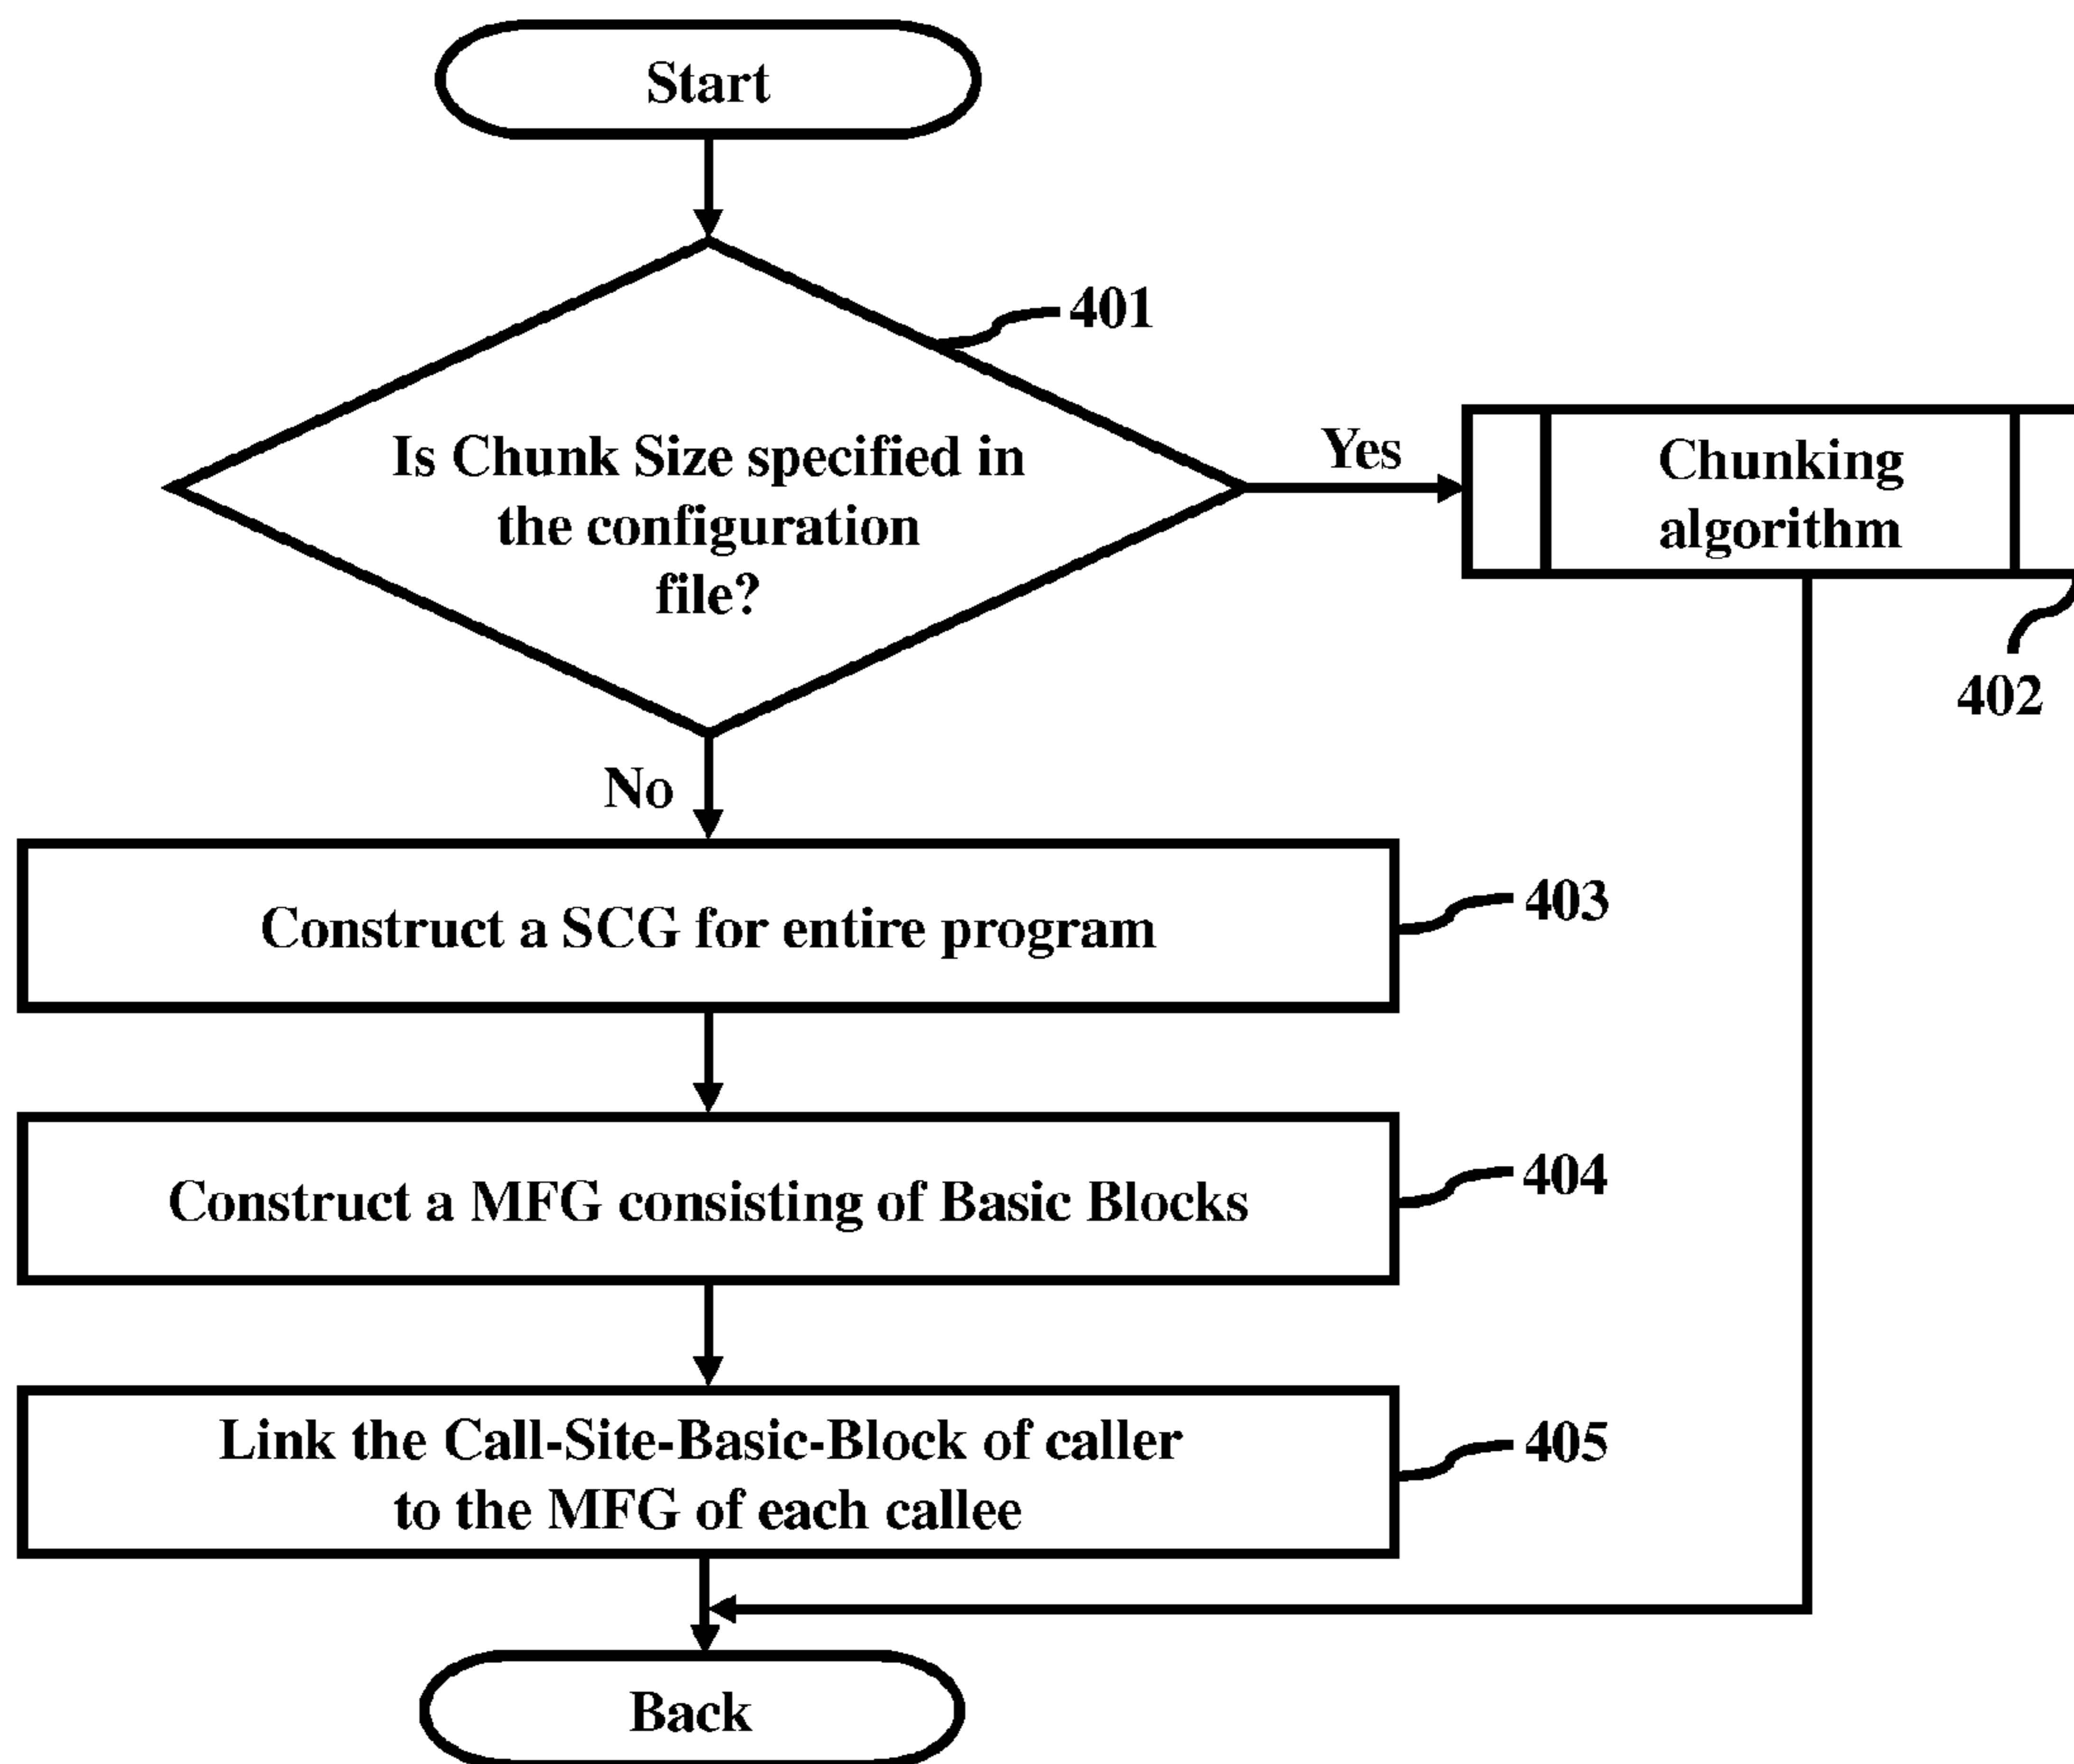 Start
401
Is Chunk Size specified in
the configuration
file?
Yes
Chunking
algorithm
402
No
Construct a SCG for entire program
403
Construct a MFG consisting of Basic Blocks
404
Link the Call-Site-Basic-Block of caller
to the MFG of each callee
405
Back